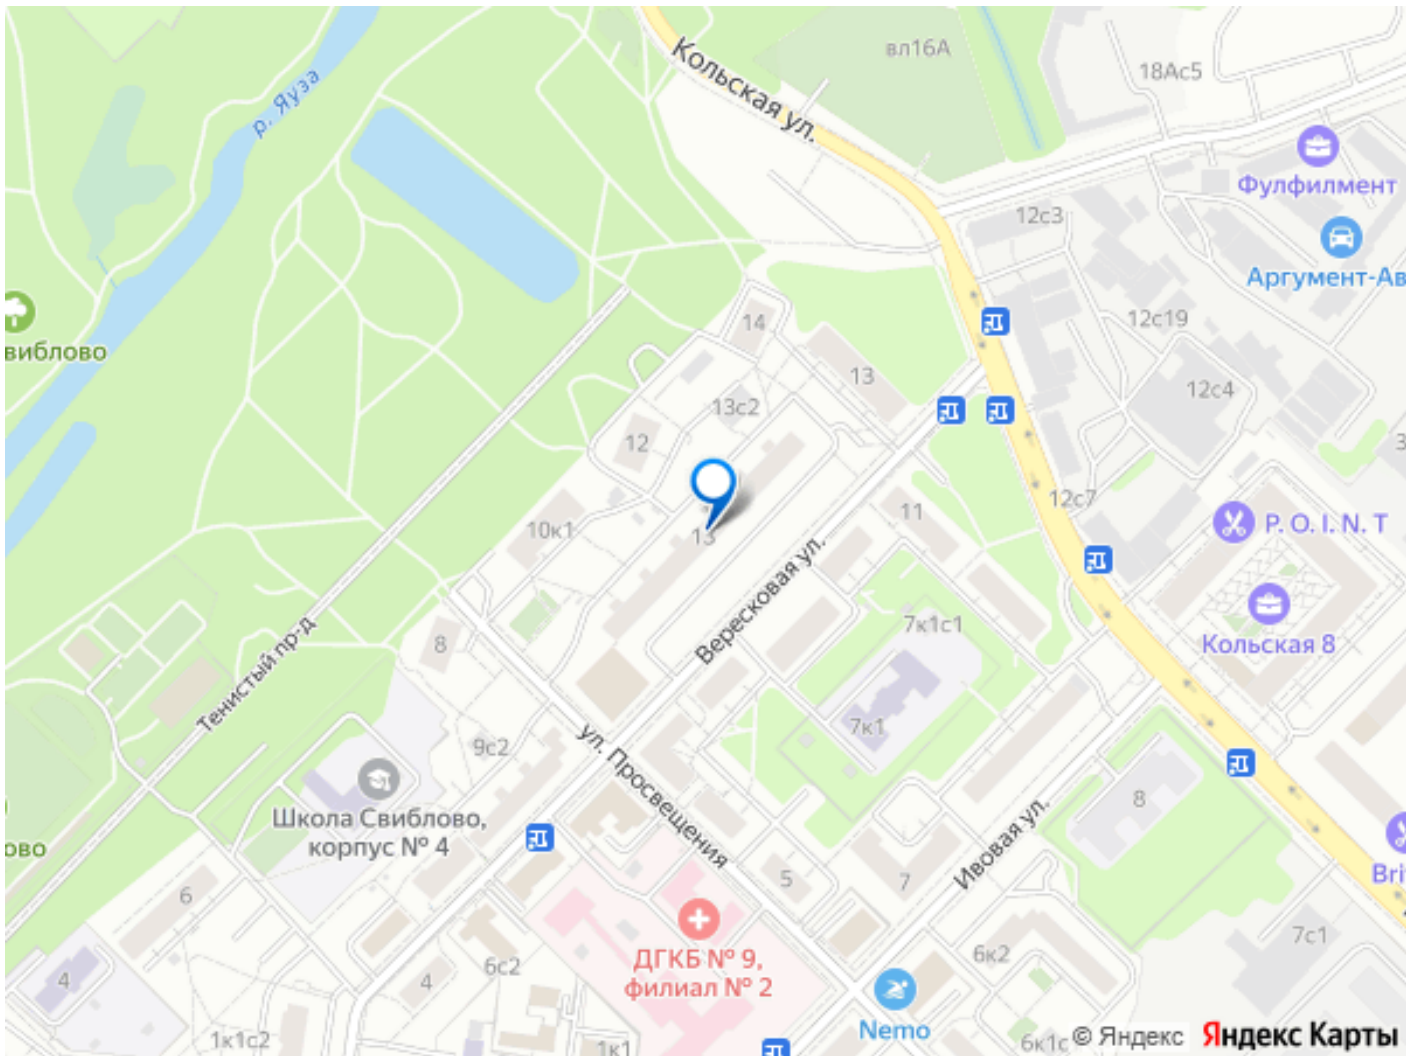 Кольская ул.
вл16А
18Ас5
р. Яуза
Фулфилмент
12с3
Аргумент-Ав
12с19
14
виблово
13
12с4
13с2
12
12с7
11
10к1
13
P.O.I.N.T
Вересковая ул.
7к1с1
Кольская 8
8
Тенистый пр-д
7к1
9с2
ул. Просвещения
8
Школа Свиблово,
корпус № 4
ово
Ивовая ул.
5
7
Bri
6
ДГКБ № 9,
филиал № 2
7с1
6к2
6с2
4
4
Nemo
1к1с2
1к1
6к1с
© Яндекс
Яндекс Карты